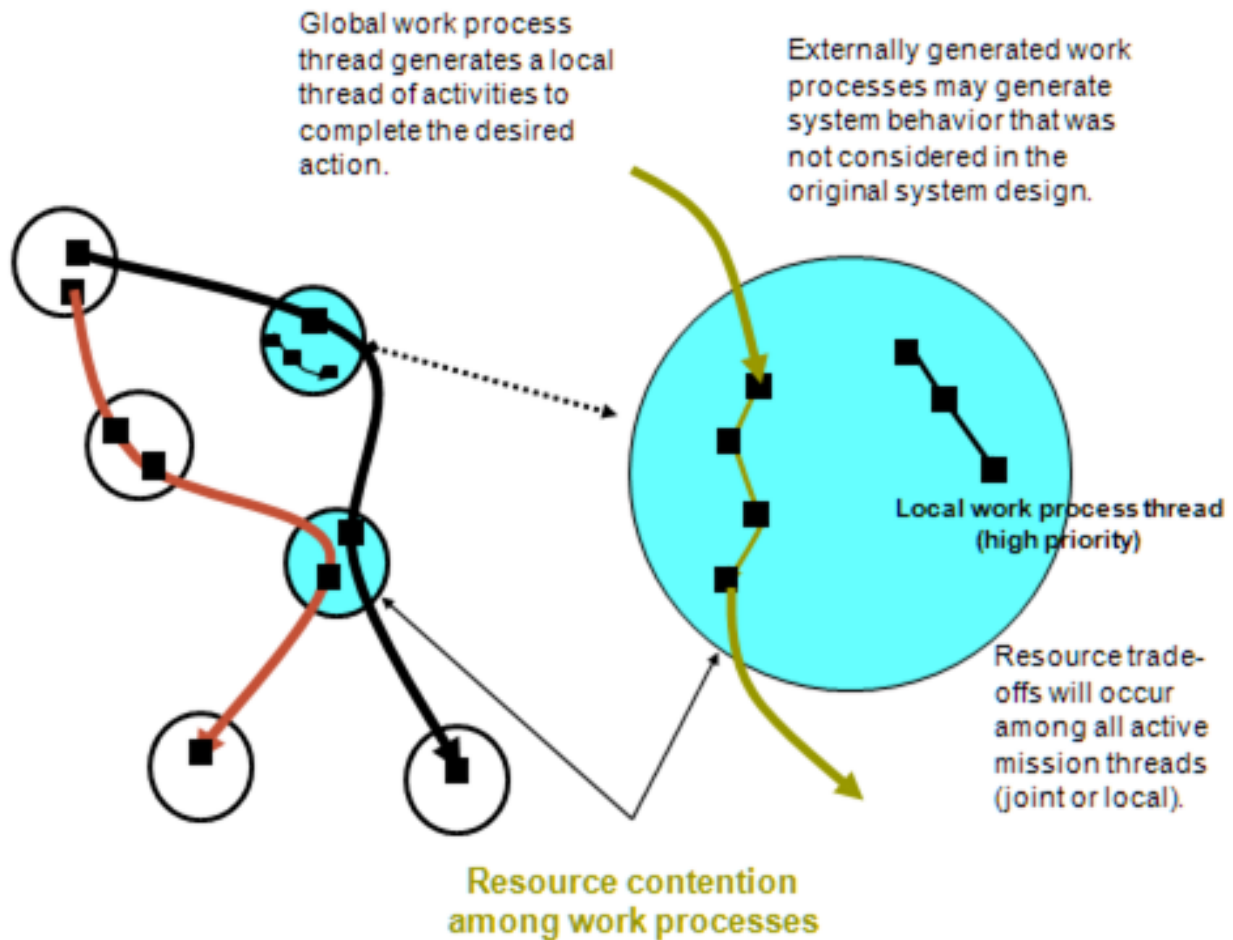 Global work process
thread generates a local
thread of activities to
complete the desired
action.
Externally generated work
processes may generate
system behavior that was
not considered in the
original system design.
Local work process thread
(high priority)
Resource trade-
offs will occur
among all active
mission threads
(joint or local).
Resource contention
among work processes